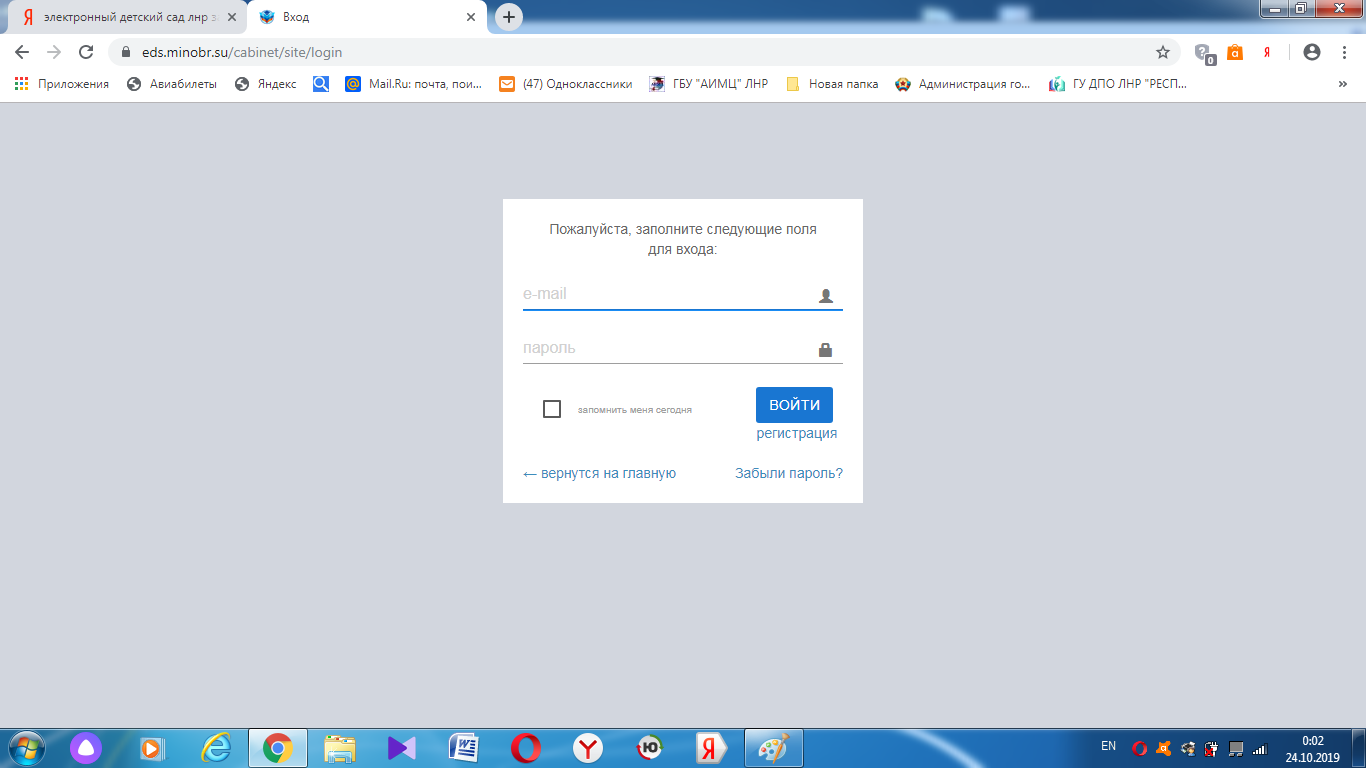 электронный детский сад лнр за
Вход
eds.minobr.su/cabinet/site/login
0
Я
Приложения
Авиабилеты
Яндекс
Mail.Ru: почта, пои...
(47) Одноклассники
ГБУ "АИМЦ" ЛНР
Новая папка
Администрация го...
ГУ ДПО ЛНР "РЕСП...
»
Пожалуйста, заполните следующие поля
для входа:
e-mail
пароль
запомнить меня сегодня
ВОЙТИ
регистрация
← вернутся на главную
Забыли пароль?
EN
0:02
24.10.2019